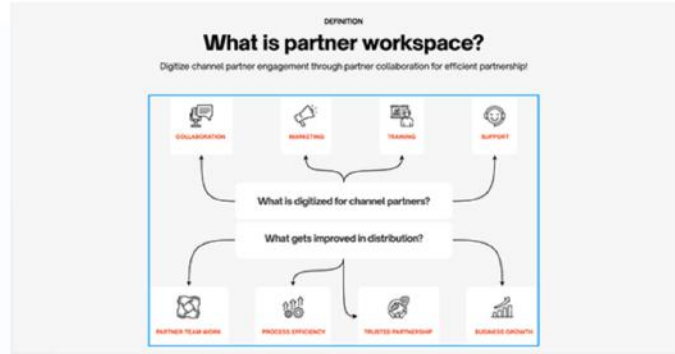 DEFINITION
What is partner workspace?
Digitize channel partner engagement through partner collaboration for efficient partnership!
COLLABORATION
MARKETING
TRAINING
SUPPORT
What is digitized for channel partners?
What gets improved in distribution?
PARTNER TEAM WORK
PROCESS EFFICIENCY
TRUSTED PARTNERSHIP
BUSINESS GROWTH